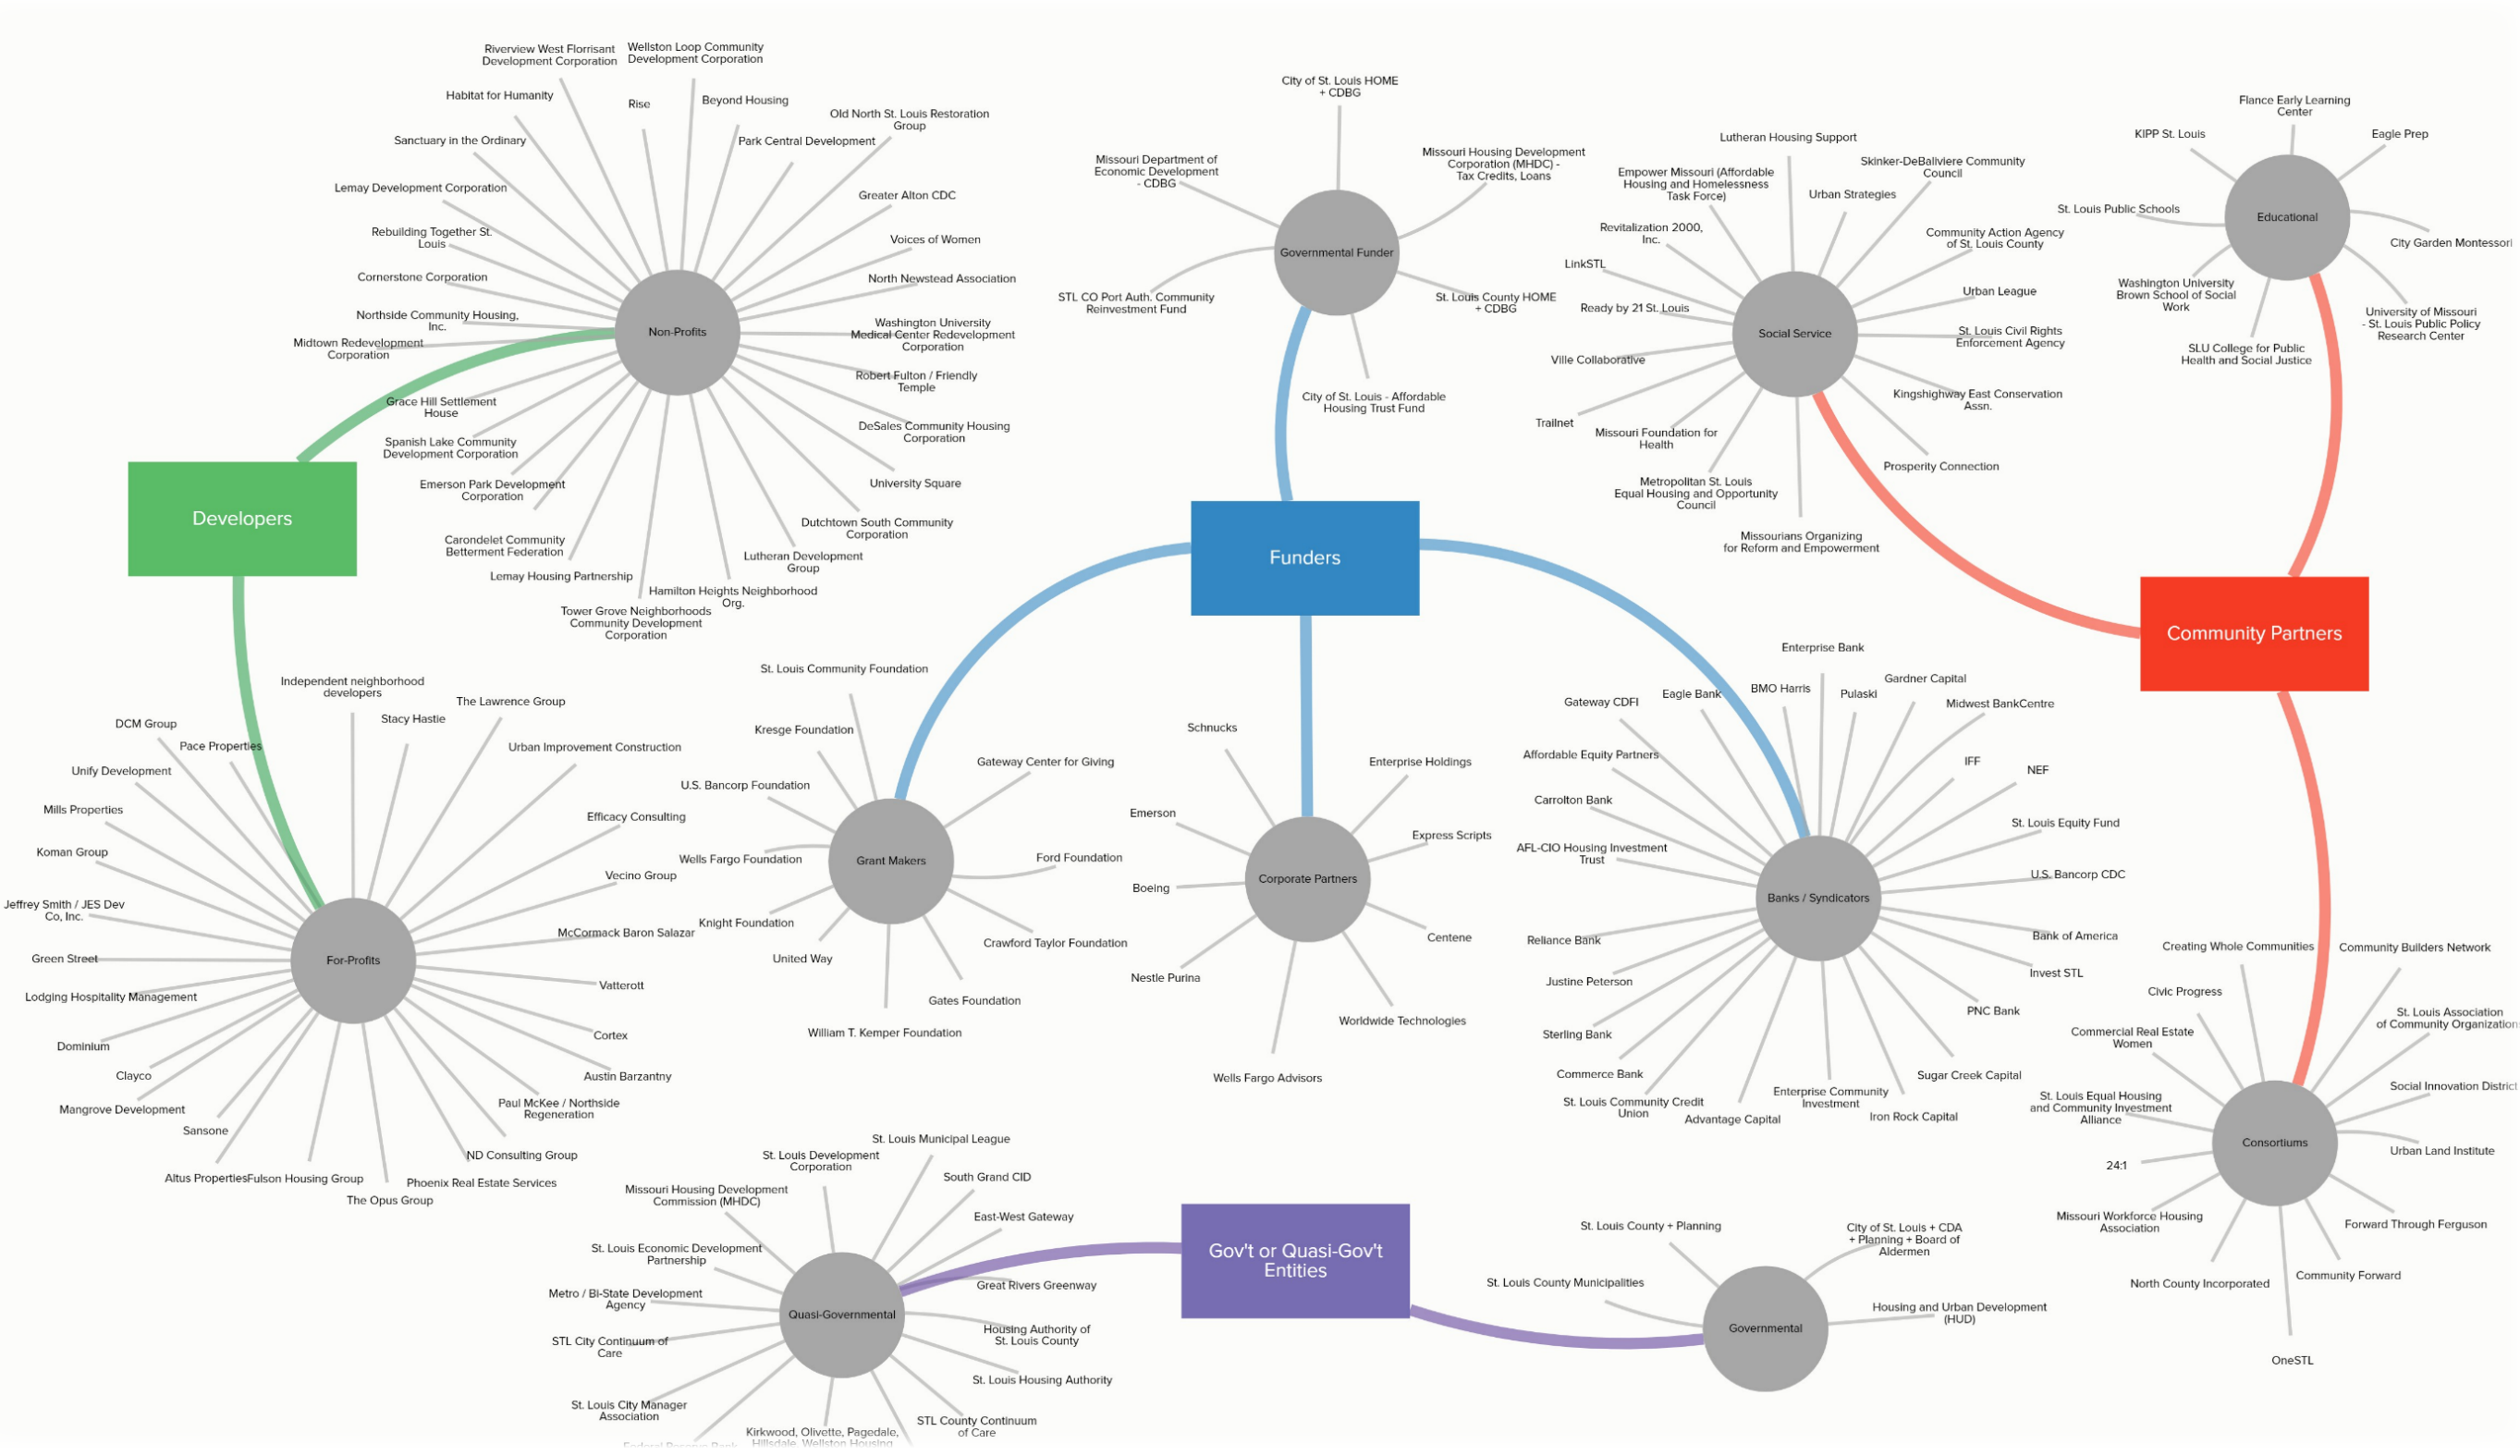 Riverview West Florrisant
Development Corporation
Wellston Loop Community
Development Corporation
Habitat for Humanity
Rise
Beyond Housing
Old North St. Louis Restoration
Group
Sanctuary in the Ordinary
Park Central Development
Lemay Development Corporation
Greater Alton CDC
Rebuilding Together St.
Louis
Voices of Women
Cornerstone Corporation
North Newstead Association
Northside Community Housing,
Inc.
Non-Profits
Washington University
Medical Center Redevelopment
Corporation
Midtown Redevelopment
Corporation
Robert Fulton / Friendly
Temple
Grace Hill Settlement
House
DeSales Community Housing
Corporation
Spanish Lake Community
Development Corporation
University Square
Emerson Park Development
Corporation
Dutchtown South Community
Corporation
Carondelet Community
Betterment Federation
Lutheran Development
Group
Lemay Housing Partnership
Hamilton Heights Neighborhood
Org.
Tower Grove Neighborhoods
Community Development
Corporation
Developers
Independent neighborhood
developers
The Lawrence Group
Stacy Hastie
DCM Group
Pace Properties
Urban Improvement Construction
Unify Development
Mills Properties
Efficacy Consulting
Koman Group
Vecino Group
Jeffrey Smith / JES Dev
Co, Inc.
McCormack Baron Salazar
Green Street
For-Profits
Vatterott
Lodging Hospitality Management
Cortex
Dominium
Clayco
Austin Barzantny
Mangrove Development
Paul McKee / Northside
Regeneration
Sansone
ND Consulting Group
Altus Properties
Fulson Housing Group
Phoenix Real Estate Services
The Opus Group
City of St. Louis HOME
+ CDBG
Missouri Department of
Economic Development
- CDBG
Missouri Housing Development
Corporation (MHDC) -
Tax Credits, Loans
Governmental Funder
STL CO Port Auth. Community
Reinvestment Fund
St. Louis County HOME
+ CDBG
City of St. Louis - Affordable
Housing Trust Fund
Funders
St. Louis Community Foundation
Kresge Foundation
Gateway Center for Giving
U.S. Bancorp Foundation
Wells Fargo Foundation
Grant Makers
Ford Foundation
Knight Foundation
Crawford Taylor Foundation
United Way
Gates Foundation
William T. Kemper Foundation
Schnucks
Enterprise Holdings
Emerson
Express Scripts
Boeing
Corporate Partners
Centene
Nestle Purina
Worldwide Technologies
Wells Fargo Advisors
Enterprise Bank
Gateway CDFI
Eagle Bank
BMO Harris
Pulaski
Gardner Capital
Midwest BankCentre
Affordable Equity Partners
IFF
NEF
Carrolton Bank
St. Louis Equity Fund
AFL-CIO Housing Investment
Trust
U.S. Bancorp CDC
Banks / Syndicators
Reliance Bank
Bank of America
Justine Peterson
Invest STL
Sterling Bank
PNC Bank
Commerce Bank
Sugar Creek Capital
St. Louis Community Credit
Union
Advantage Capital
Enterprise Community
Investment
Iron Rock Capital
Lutheran Housing Support
Empower Missouri (Affordable
Housing and Homelessness
Task Force)
Urban Strategies
Skinker-DeBaliviere Community
Council
Revitalization 2000,
Inc.
Community Action Agency
of St. Louis County
LinkSTL
Urban League
Ready by 21 St. Louis
Social Service
St. Louis Civil Rights
Enforcement Agency
Ville Collaborative
Kingshighway East Conservation
Assn.
Trailnet
Missouri Foundation for
Health
Prosperity Connection
Metropolitan St. Louis
Equal Housing and Opportunity
Council
Missourians Organizing
for Reform and Empowerment
Flance Early Learning
Center
KIPP St. Louis
Eagle Prep
St. Louis Public Schools
Educational
City Garden Montessori
Washington University
Brown School of Social
Work
University of Missouri
- St. Louis Public Policy
Research Center
SLU College for Public
Health and Social Justice
Community Partners
Creating Whole Communities
Community Builders Network
Civic Progress
St. Louis Association
of Community Organization
Commercial Real Estate
Women
Social Innovation District
St. Louis Equal Housing
and Community Investment
Alliance
Consortiums
Urban Land Institute
24:1
Missouri Workforce Housing
Association
Forward Through Ferguson
North County Incorporated
Community Forward
OneSTL
St. Louis Municipal League
St. Louis Development
Corporation
South Grand CID
Missouri Housing Development
Commission (MHDC)
East-West Gateway
St. Louis Economic Development
Partnership
Great Rivers Greenway
Metro / Bi-State Development
Agency
Quasi-Governmental
Housing Authority of
St. Louis County
STL City Continuum of
Care
St. Louis Housing Authority
St. Louis City Manager
Association
STL County Continuum
of Care
Kirkwood, Olivette, Pagedale,
Hillsdale, Wellston Housing
Federal Reserve Bank
Gov't or Quasi-Gov't
Entities
St. Louis County + Planning
City of St. Louis + CDA
+ Planning + Board of
Aldermen
St. Louis County Municipalities
Housing and Urban Development
(HUD)
Governmental